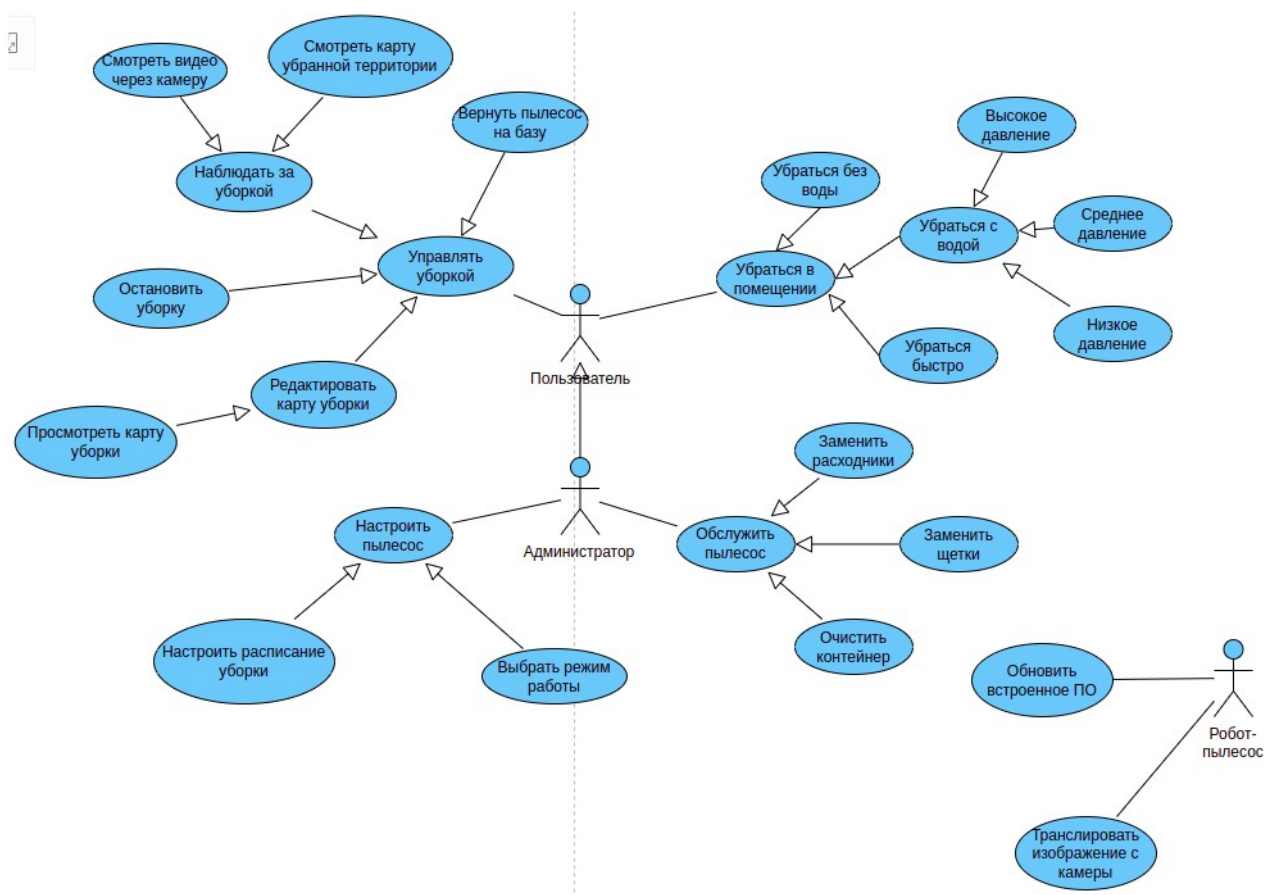 Смотреть видео
через камеру
Смотреть карту
убранной территории
Вернуть пылесос
на базу
Наблюдать за
уборкой
Управлять
уборкой
Остановить
уборку
Редактировать
карту уборки
Просмотреть карту
уборки
Высокое
давление
Убраться без
воды
Убраться с
водой
Среднее
давление
Убраться в
помещении
Низкое
давление
Убраться
быстро
Пользователь
Заменить
расходники
Настроить
пылесос
Администратор
Обслужить
пылесос
Заменить
щетки
Настроить расписание
уборки
Выбрать режим
работы
Очистить
контейнер
Обновить
встроенное ПО
Робот-
пылесос
Транслировать
изображение с
камеры